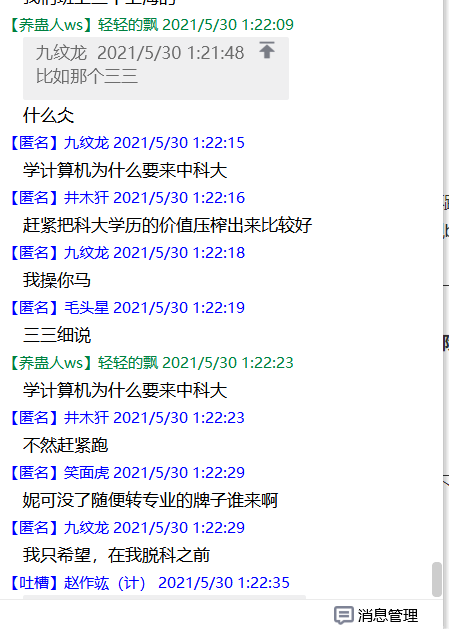 【养蛊人ws】轻轻的飘 2021/5/30 1:22:09
九纹龙 2021/5/30 1:21:48
比如那个三三
什么仌
【匿名】九纹龙 2021/5/30 1:22:15
学计算机为什么要来中科大
【匿名】井木犴 2021/5/30 1:22:16
赶紧把科大学历的价值压榨出来比较好
【匿名】九纹龙 2021/5/30 1:22:18
我操你马
【匿名】毛头星 2021/5/30 1:22:19
三三细说
【养蛊人ws】轻轻的飘 2021/5/30 1:22:23
学计算机为什么要来中科大
【匿名】井木犴 2021/5/30 1:22:23
不然赶紧跑
【匿名】笑面虎 2021/5/30 1:22:29
妮可没了随便转专业的牌子谁来啊
【匿名】九纹龙 2021/5/30 1:22:29
我只希望，在我脱科之前
【吐槽】赵作竑（计） 2021/5/30 1:22:35
消息管理